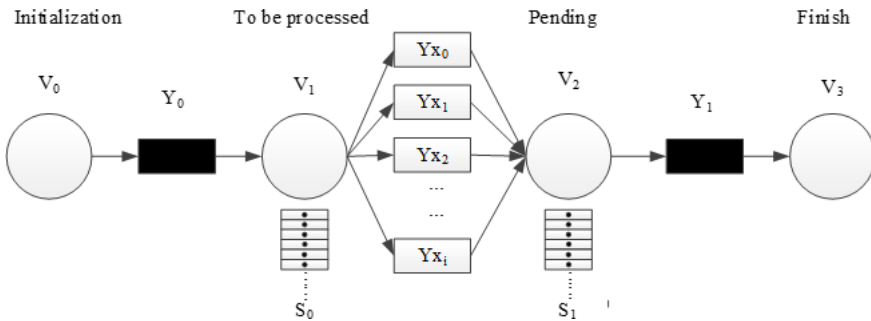 Initialization To be processed Pending Finish
Yx₀
V₀ V₁ V₂ V₃
Y₀ Yx₁ Y₁
Yx₂
...
...
Yxᵢ
S₀ S₁